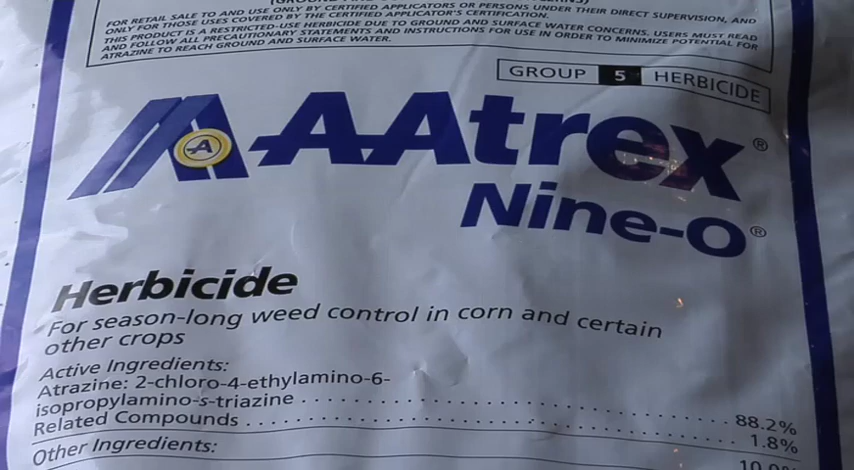 FOR RETAIL SALE TO AND USE ONLY BY CERTIFIED APPLICATORS OR PERSONS UNDER THEIR DIRECT SUPERVISION, AND
ONLY FOR THOSE USES COVERED BY THE CERTIFIED APPLICATOR'S CERTIFICATION.
THIS PRODUCT IS A RESTRICTED-USE HERBICIDE DUE TO GROUND AND SURFACE WATER CONCERNS. USERS MUST READ
AND FOLLOW ALL PRECAUTIONARY STATEMENTS AND INSTRUCTIONS FOR USE IN ORDER TO MINIMIZE POTENTIAL FOR
ATRAZINE TO REACH GROUND AND SURFACE WATER.
GROUP 5 HERBICIDE
A AAtrex®
Nine-O®
Herbicide
For season-long weed control in corn and certain
other crops
Active Ingredients:
Atrazine: 2-chloro-4-ethylamino-6-
isopropylamino-s-triazine . . . . . . . . . . . . . . . . . . . . 88.2%
Related Compounds . . . . . . . . . . . . . . . . . . . . 1.8%
Other Ingredients: